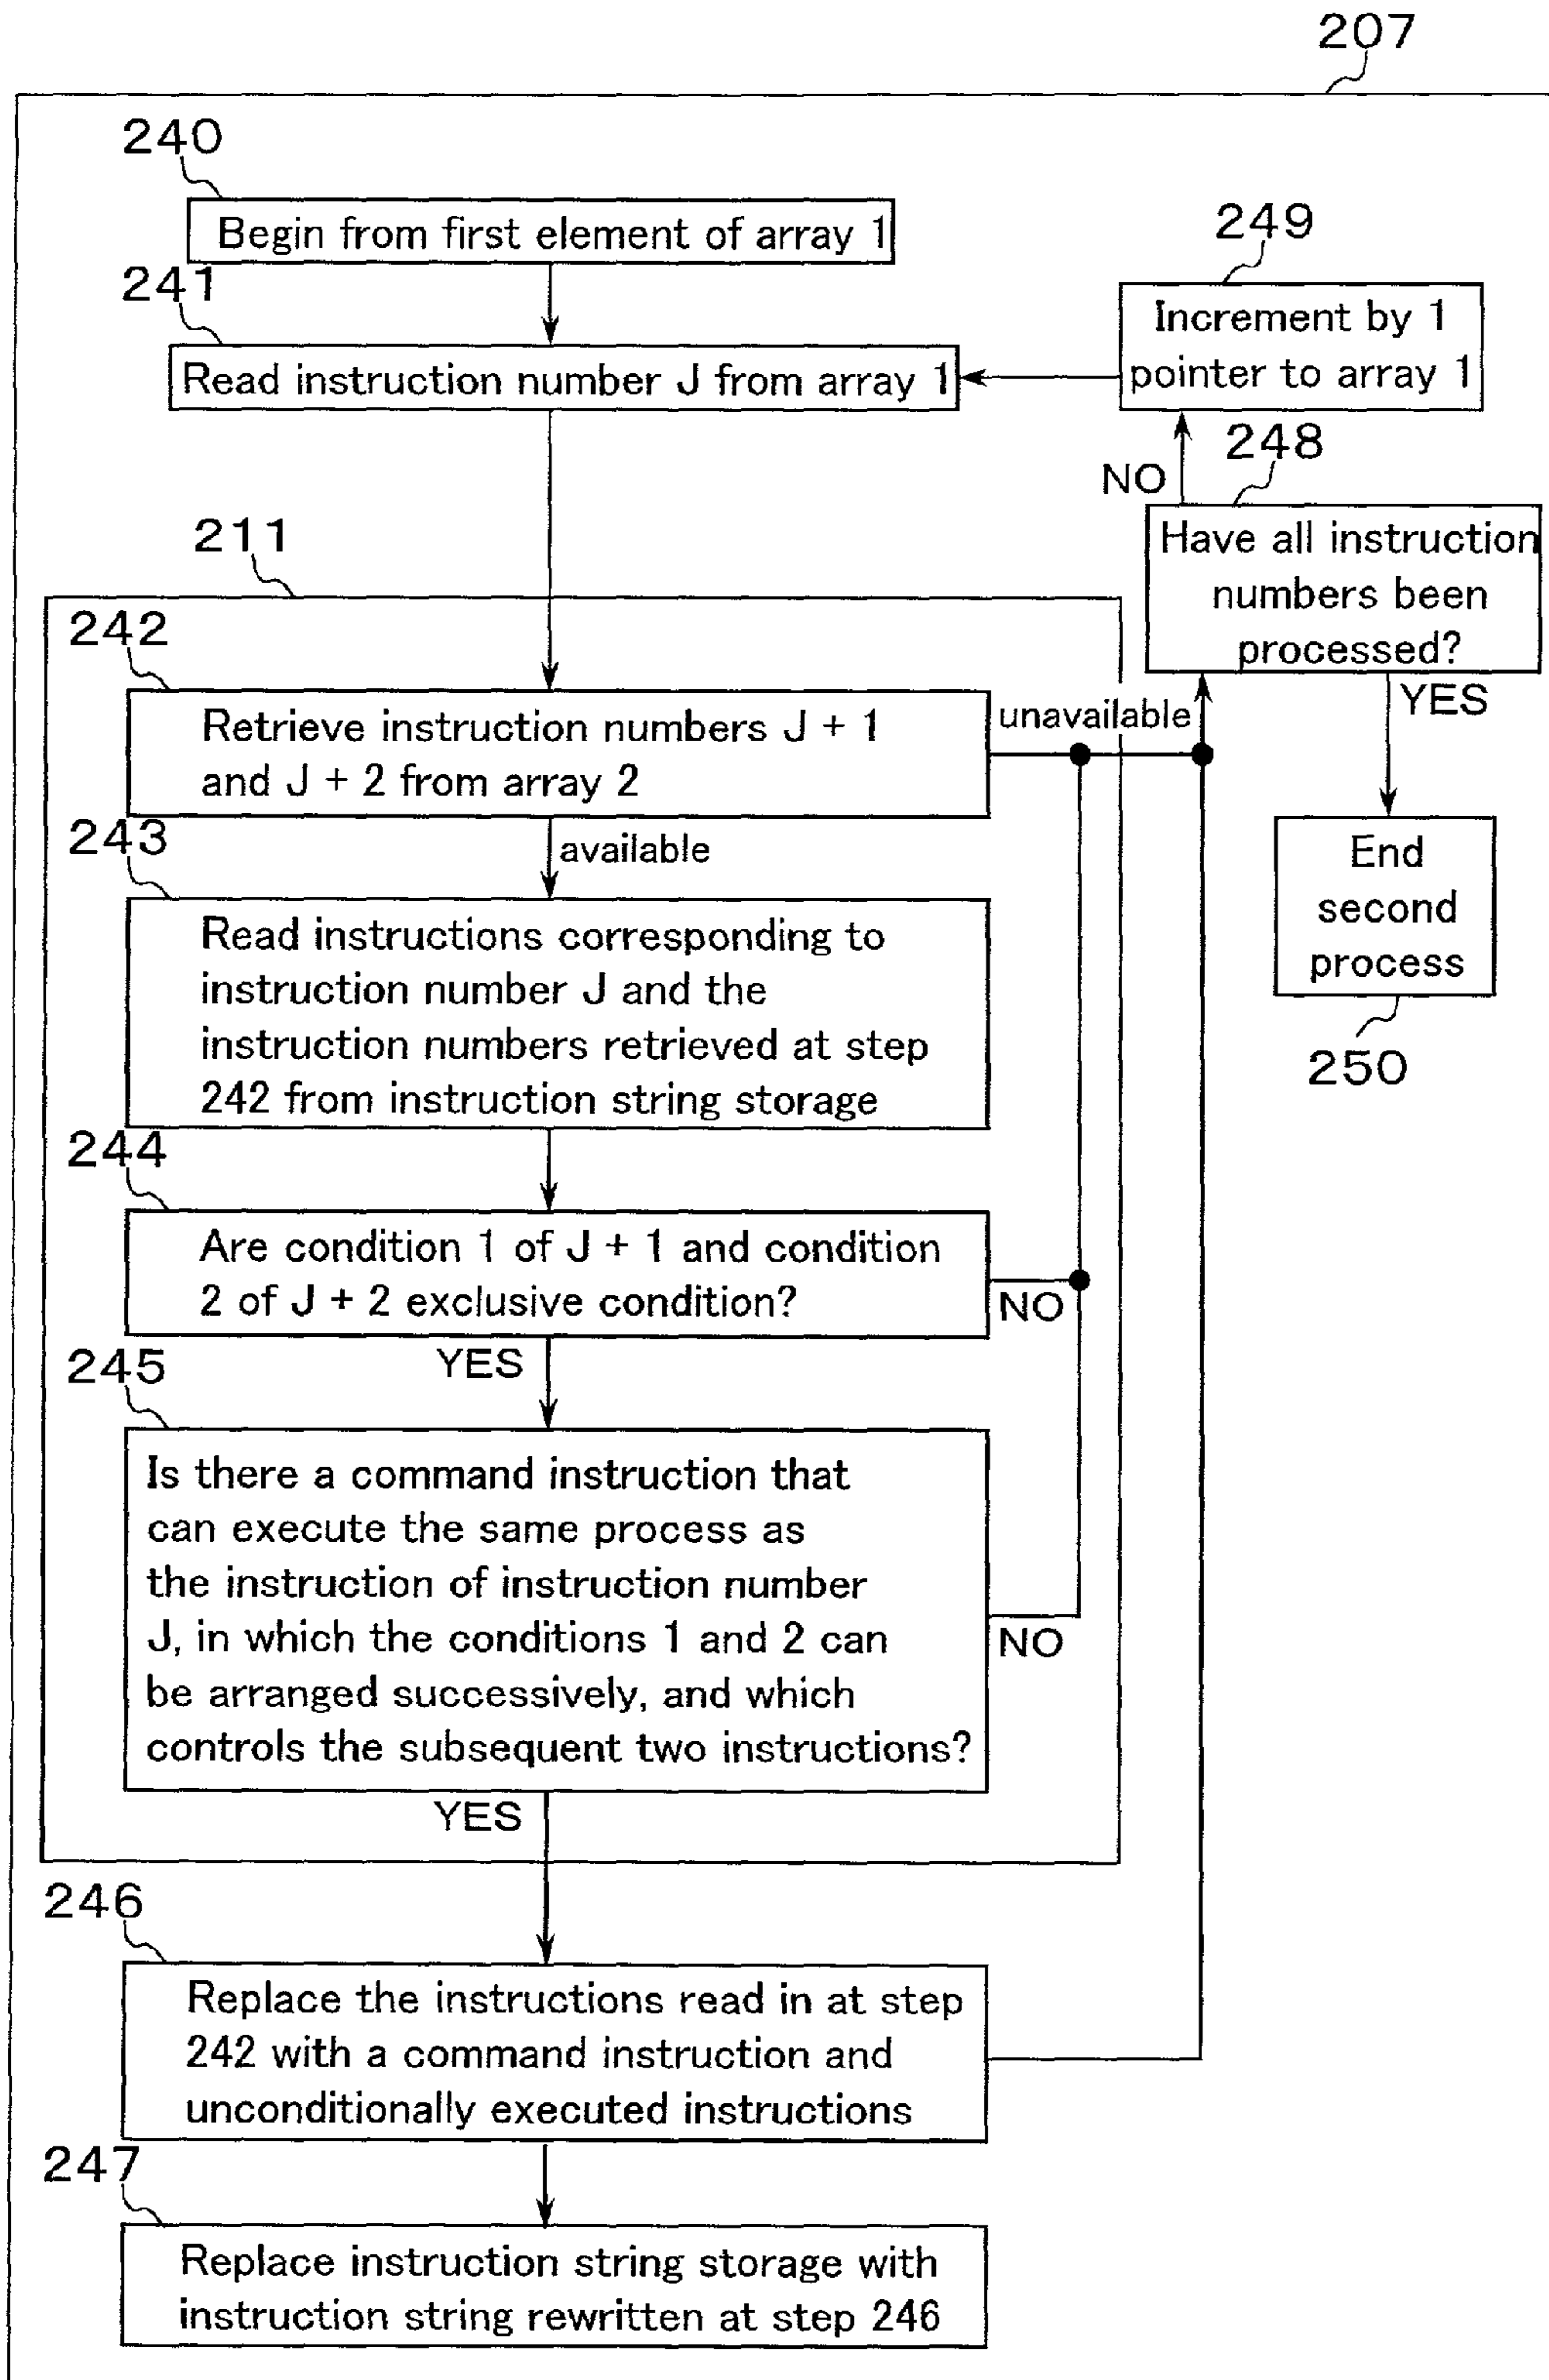 207
240
Begin from first element of array 1
241
Read instruction number J from array 1
249
Increment by 1
pointer to array 1
248
NO
Have all instruction
numbers been
processed?
YES
End
second
process
250
211
242
Retrieve instruction numbers J + 1
and J + 2 from array 2
unavailable
243
available
Read instructions corresponding to
instruction number J and the
instruction numbers retrieved at step
242 from instruction string storage
244
Are condition 1 of J + 1 and condition
2 of J + 2 exclusive condition?
NO
245
YES
Is there a command instruction that
can execute the same process as
the instruction of instruction number
J, in which the conditions 1 and 2 can
be arranged successively, and which
controls the subsequent two instructions?
NO
YES
246
Replace the instructions read in at step
242 with a command instruction and
unconditionally executed instructions
247
Replace instruction string storage with
instruction string rewritten at step 246